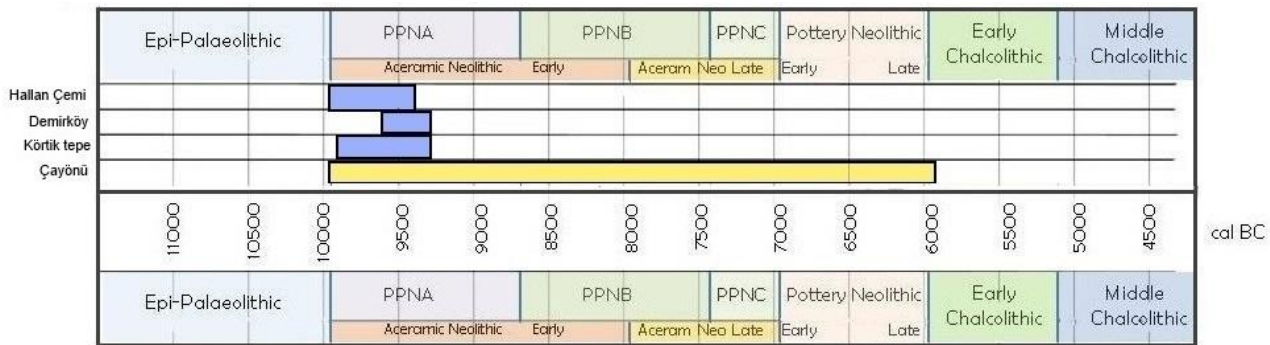 Epi-Palaeolithic PPNA PPNB PPNC Pottery Neolithic Early Chalcolithic Middle Chalcolithic
Aceramic Neolithic Early Aceram Neo Late Early Late
Hallan Çemi
Demirköy
Körtik tepe
Çayönü
11000 10500 10000 9500 9000 8500 8000 7500 7000 6500 6000 5500 5000 4500 cal BC
Epi-Palaeolithic PPNA PPNB PPNC Pottery Neolithic Early Chalcolithic Middle Chalcolithic
Aceramic Neolithic Early Aceram Neo Late Early Late